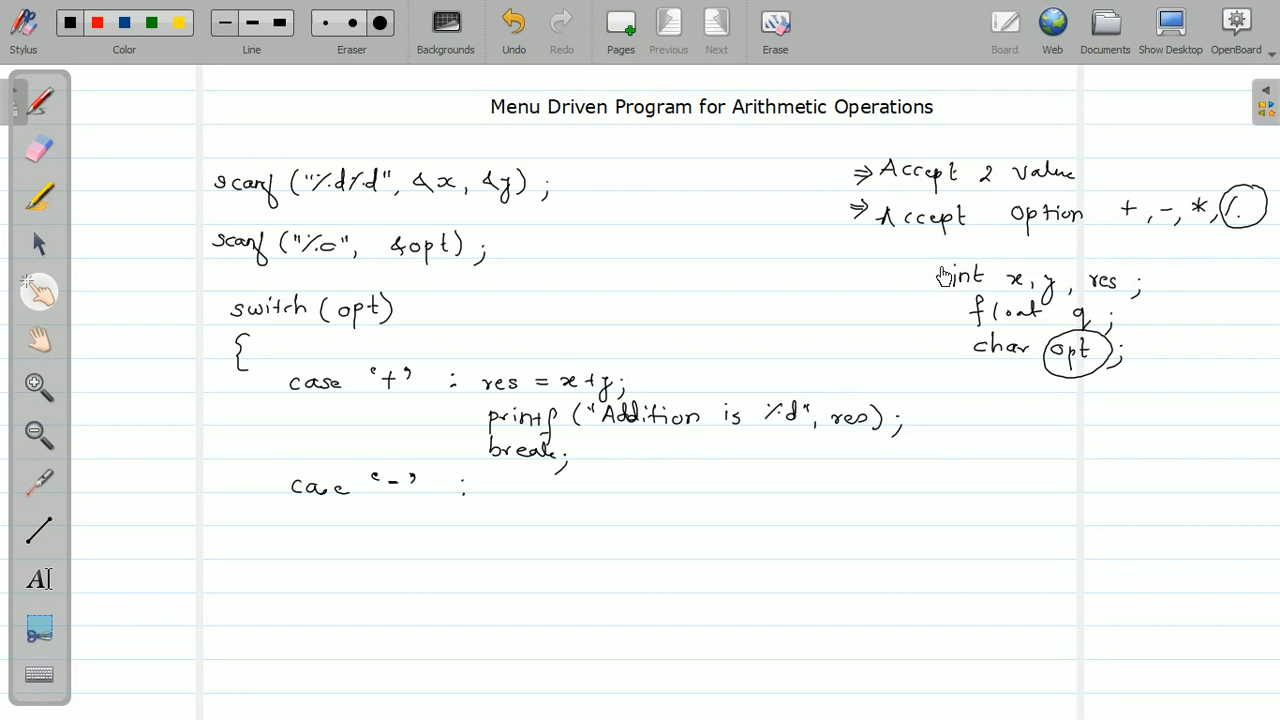 Stylus
Color
Line
Eraser
Backgrounds
Undo
Redo
Pages
Previous
Next
Erase
Board
Web
Documents
Show Desktop
OpenBoard
Menu Driven Program for Arithmetic Operations
scanf ("%d%d", &x, &y) ;
scanf ("%c", &opt) ;
switch (opt)
{
case '+' : res = x+y;
printf ("Addition is %d", res) ;
break;
case '-' :
⇒ Accept 2 value
⇒ Accept option +, -, *, /.
int x, y, res ;
float q ;
char opt ;
AI